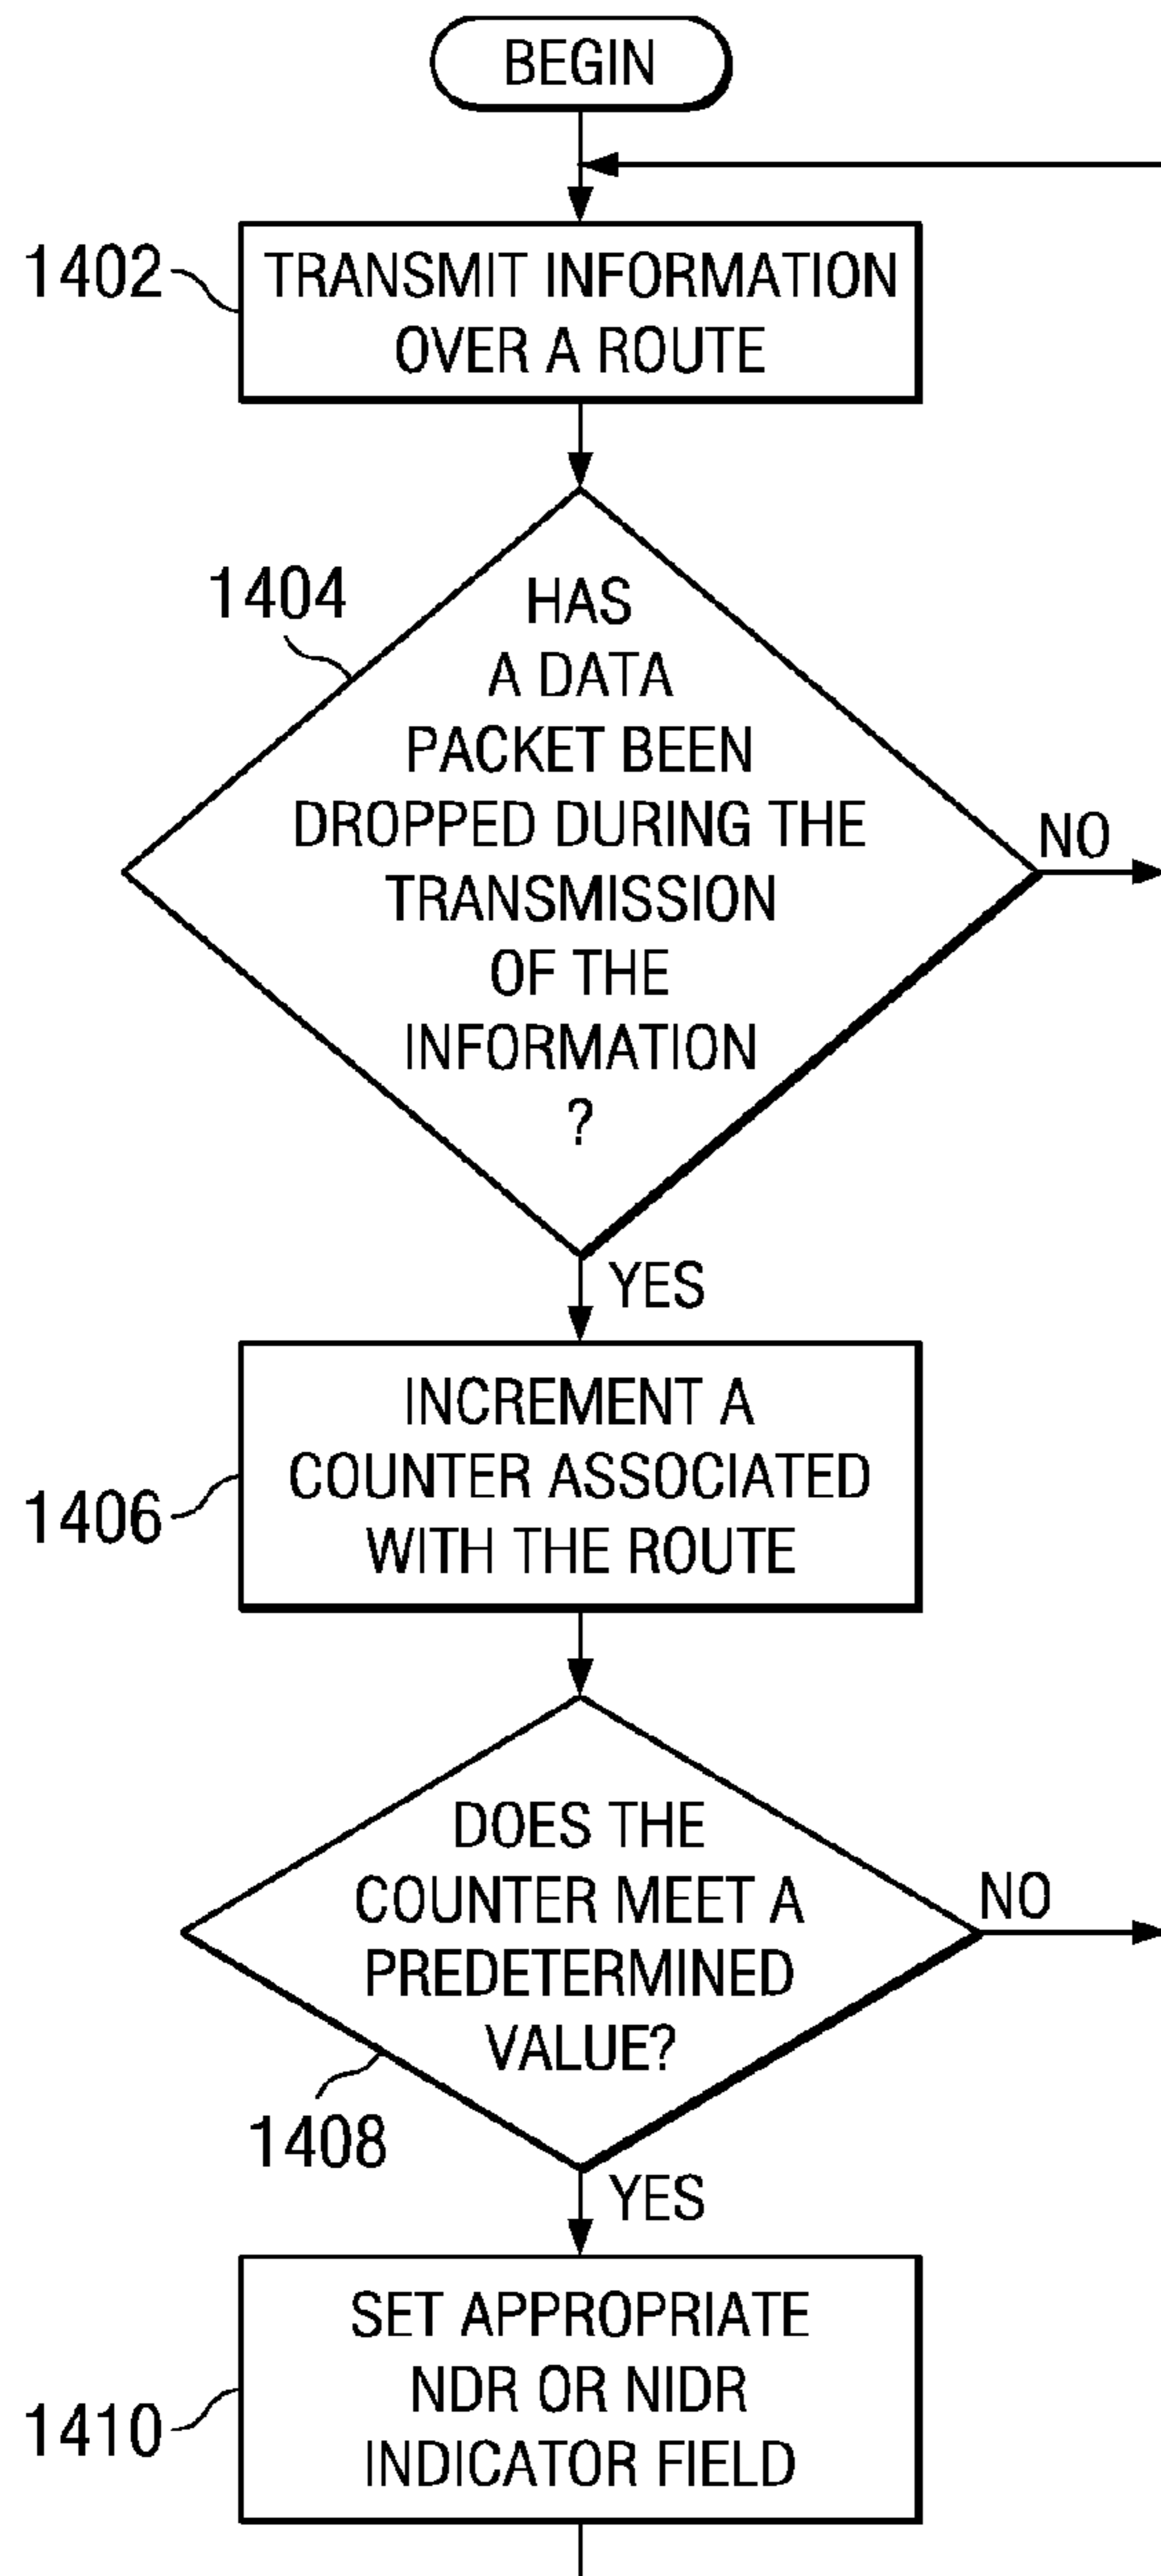 BEGIN
1402
TRANSMIT INFORMATION
OVER A ROUTE
1404
HAS
A DATA
PACKET BEEN
DROPPED DURING THE
TRANSMISSION
OF THE
INFORMATION
?
NO
YES
1406
INCREMENT A
COUNTER ASSOCIATED
WITH THE ROUTE
DOES THE
COUNTER MEET A
PREDETERMINED
VALUE?
NO
1408
YES
1410
SET APPROPRIATE
NDR OR NIDR
INDICATOR FIELD